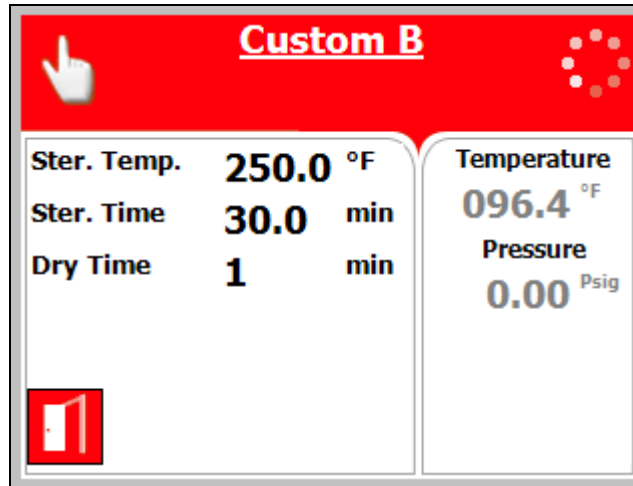 Custom B
Ster. Temp. 250.0 °F
Ster. Time 30.0 min
Dry Time 1 min
Temperature
096.4 °F
Pressure
0.00 Psig